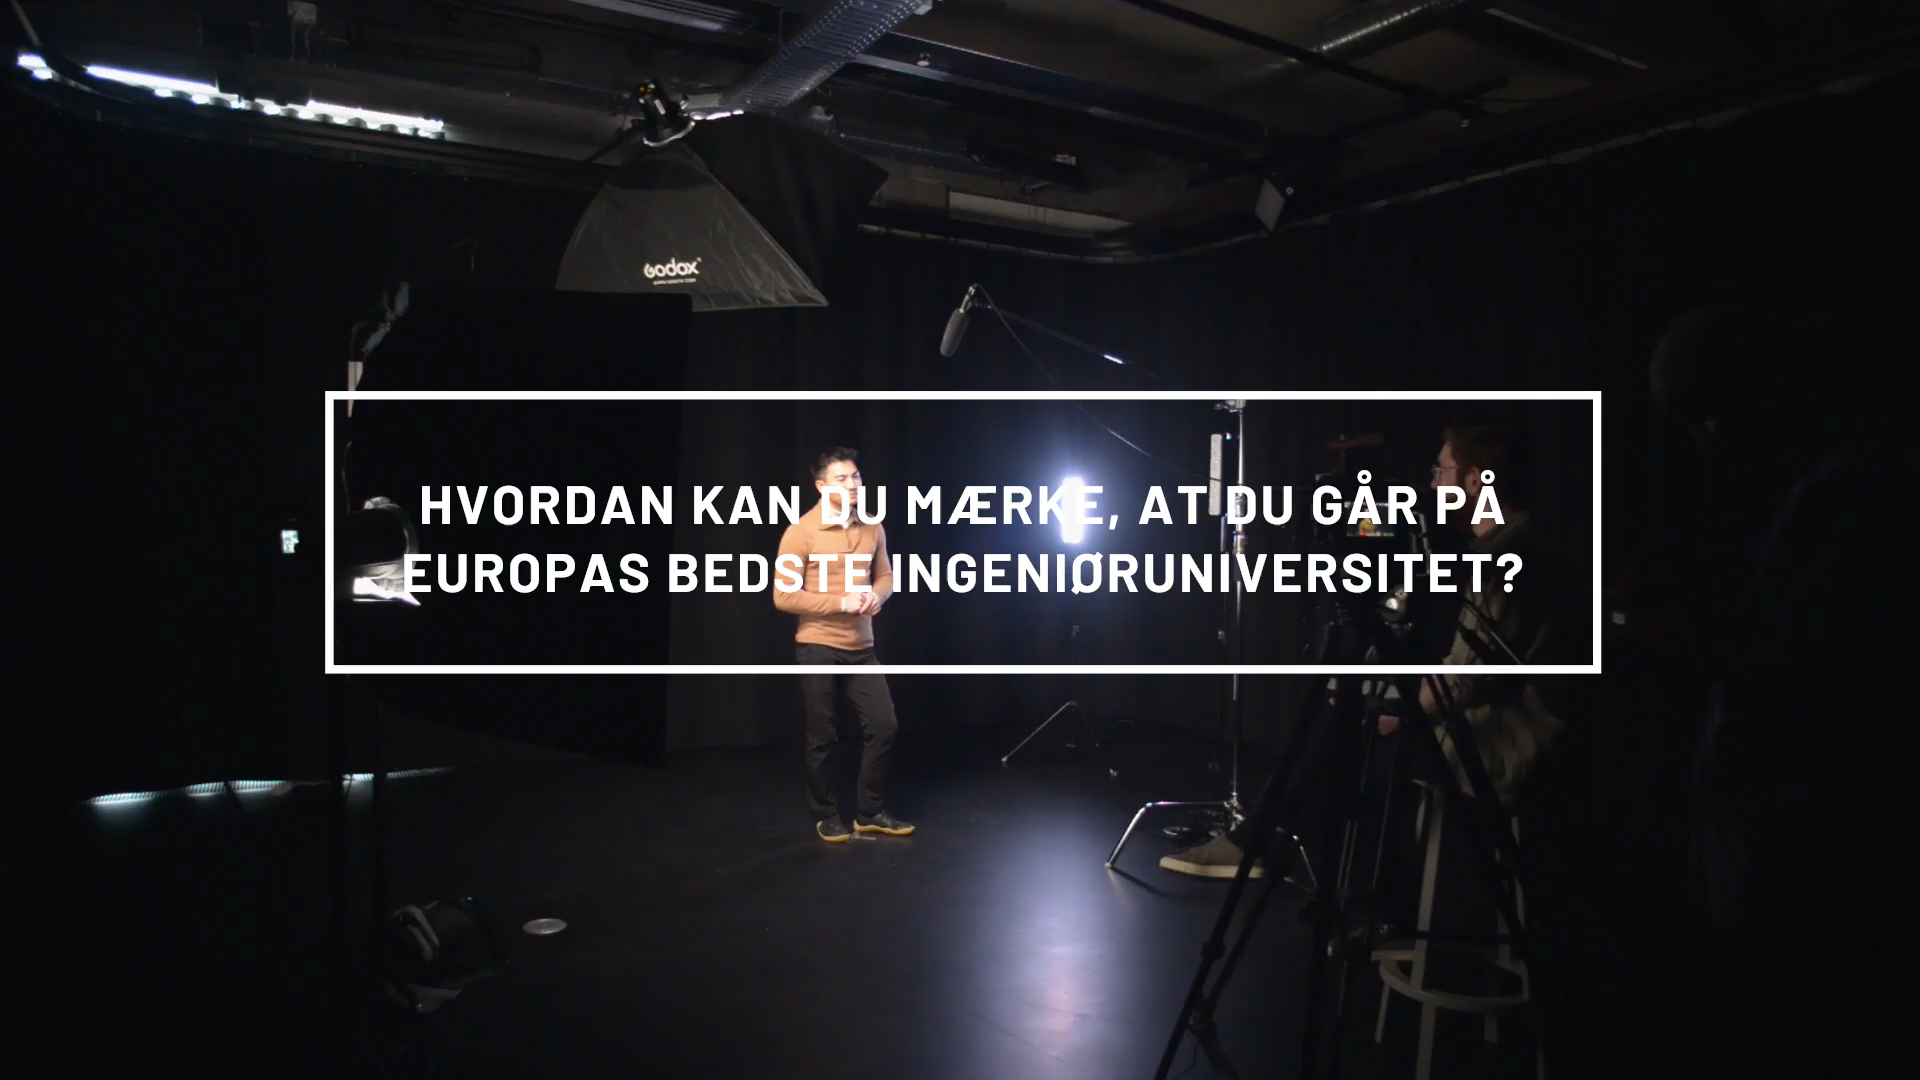 Godox
HVORDAN KAN DU MÆRKE, AT DU GÅR PÅ
EUROPAS BEDSTE INGENIØRUNIVERSITET?